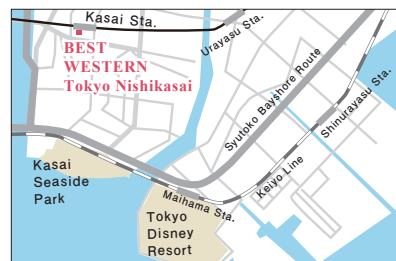 Kasai Sta.
Urayasu Sta.
BEST
WESTERN
Tokyo Nishikasai
Syutoko Bayshore Route
Shinurayasu Sta.
Keiyo Line
Kasai
Seaside
Park
Maihama Sta.
Tokyo
Disney
Resort